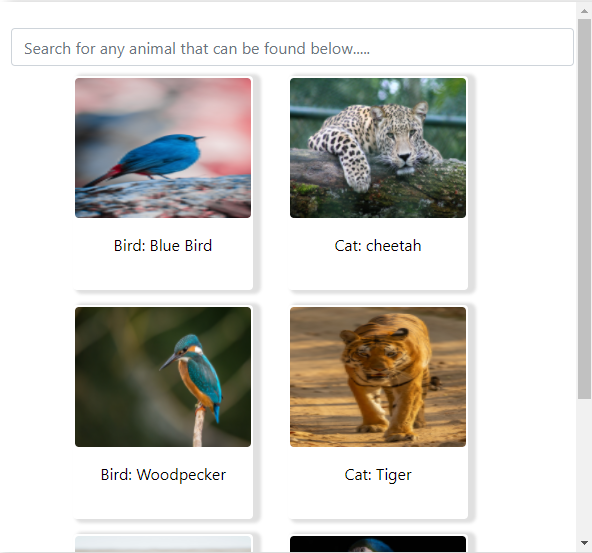 Search for any animal that can be found below.....
Bird: Blue Bird
Cat: cheetah
Bird: Woodpecker
Cat: Tiger